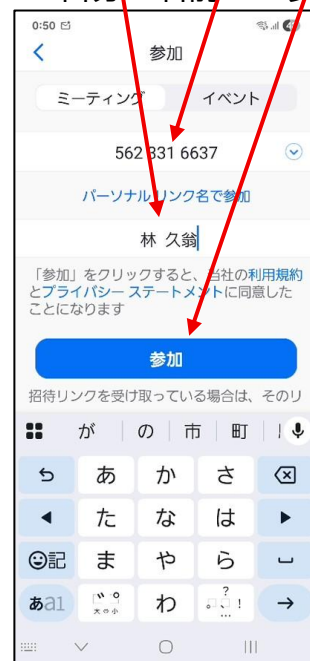 0:50
参加
ミーティング
イベント
562 831 6637
パーソナル リンク名で参加
林 久翁
「参加」をクリックすると、当社の利用規約
とプライバシー ステートメントに同意した
ことになります
参加
招待リンクを受け取っている場合は、そのリ
が の 市 町
あ か さ
た な は
記 ま や ら
あa1 大⇔小 わ 。、?!…